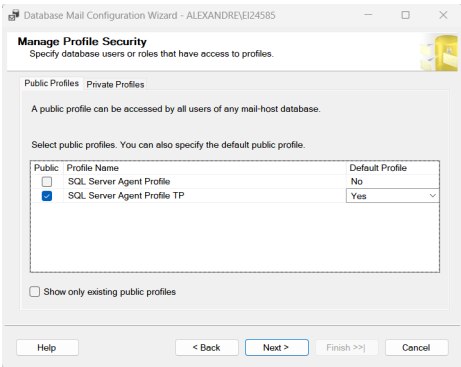 Database Mail Configuration Wizard - ALEXANDRE\EI24585
Manage Profile Security
Specify database users or roles that have access to profiles.
Public Profiles Private Profiles
A public profile can be accessed by all users of any mail-host database.
Select public profiles. You can also specify the default public profile.
Public Profile Name Default Profile
SQL Server Agent Profile No
SQL Server Agent Profile TP Yes
Show only existing public profiles
Help < Back Next > Finish >>| Cancel